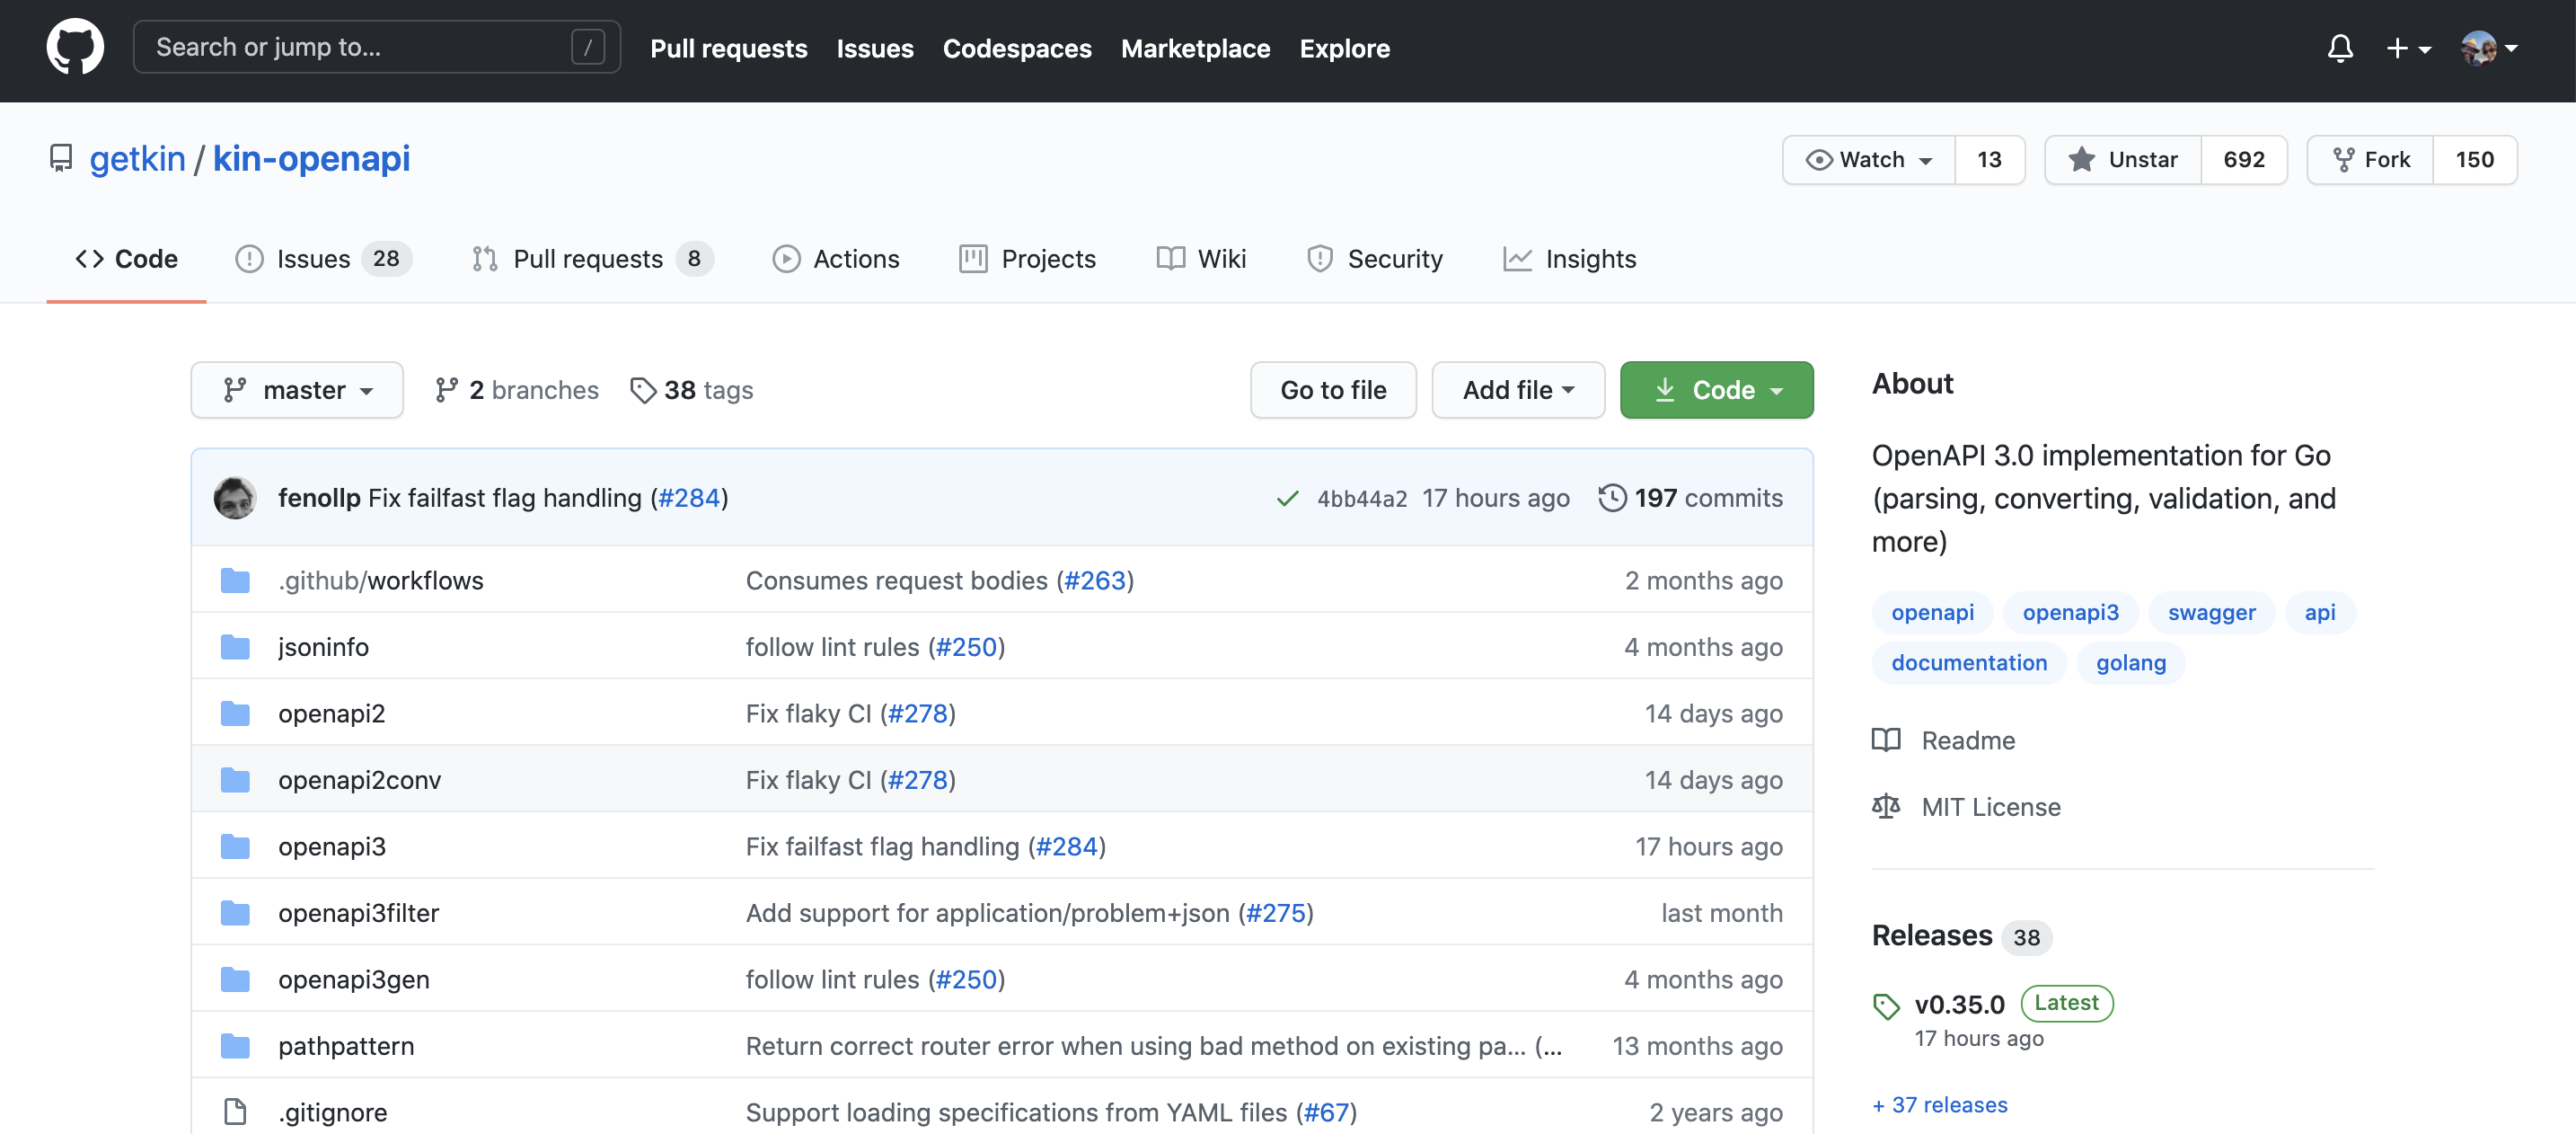 Search or jump to... /
Pull requests Issues Codespaces Marketplace Explore
getkin / kin-openapi
Watch 13 Unstar 692 Fork 150
Code Issues 28 Pull requests 8 Actions Projects Wiki Security Insights
master 2 branches 38 tags
Go to file Add file Code
fenollp Fix failfast flag handling (#284) 4bb44a2 17 hours ago 197 commits
.github/workflows Consumes request bodies (#263) 2 months ago
jsoninfo follow lint rules (#250) 4 months ago
openapi2 Fix flaky CI (#278) 14 days ago
openapi2conv Fix flaky CI (#278) 14 days ago
openapi3 Fix failfast flag handling (#284) 17 hours ago
openapi3filter Add support for application/problem+json (#275) last month
openapi3gen follow lint rules (#250) 4 months ago
pathpattern Return correct router error when using bad method on existing pa... (... 13 months ago
.gitignore Support loading specifications from YAML files (#67) 2 years ago
About
OpenAPI 3.0 implementation for Go
(parsing, converting, validation, and
more)
openapi openapi3 swagger api
documentation golang
Readme
MIT License
Releases 38
v0.35.0 Latest
17 hours ago
+ 37 releases